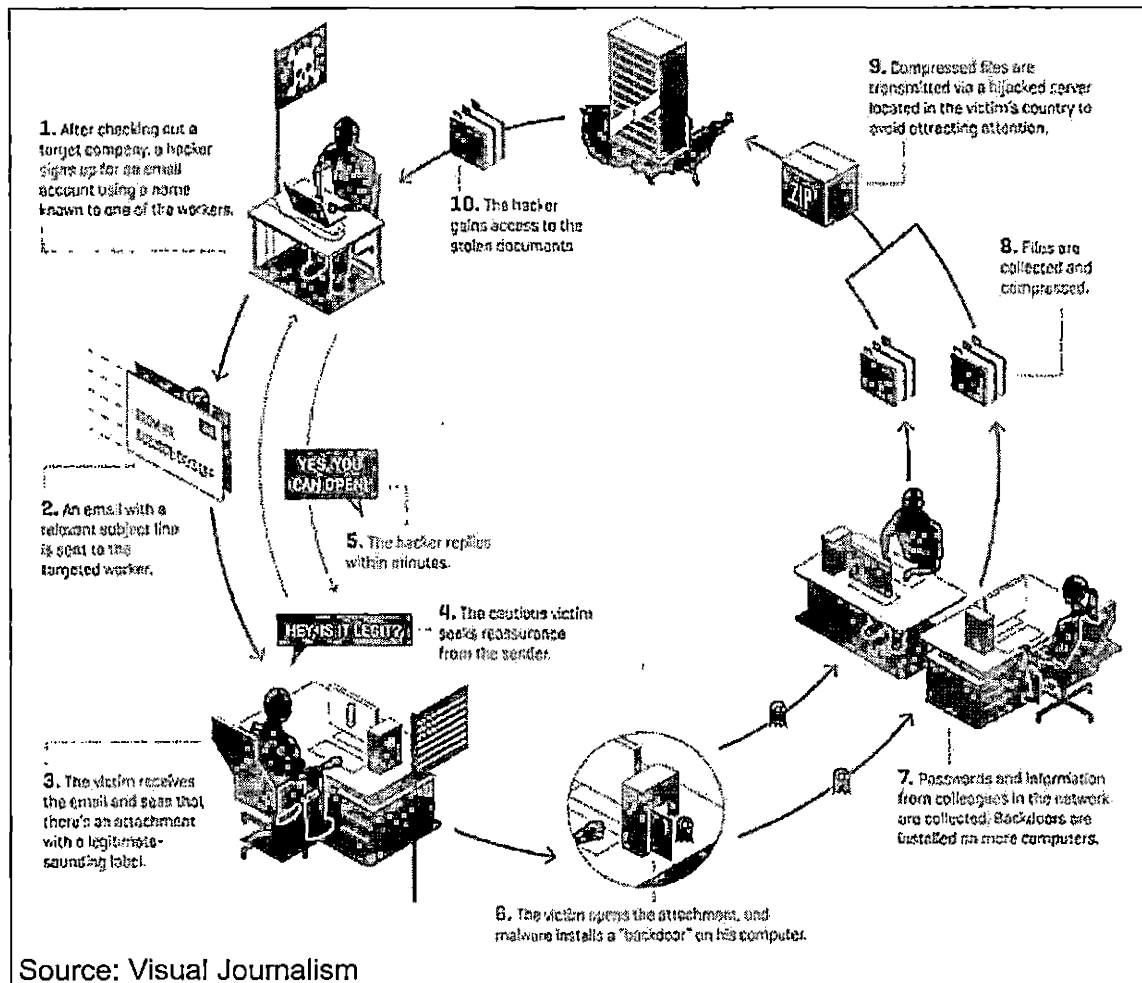 1. After checking out a
target company, a hacker
signs up for an email
account using a name
known to one of the workers.
2. An email with a
relevant subject line
is sent to the
targeted worker.
3. The victim receives
the email and sees that
there's an attachment
with a legitimate-
sounding label.
HEY, IS IT LEGIT?
4. The cautious victim
seeks reassurance
from the sender.
YES, YOU
CAN OPEN!
5. The hacker replies
within minutes.
6. The victim opens the attachment, and
malware installs a "backdoor" on his computer.
7. Passwords and information
from colleagues in the network
are collected. Backdoors are
installed on more computers.
8. Files are
collected and
compressed.
ZIP
9. Compressed files are
transmitted via a hijacked server
located in the victim's country to
avoid attracting attention.
10. The hacker
gains access to the
stolen documents
Source: Visual Journalism